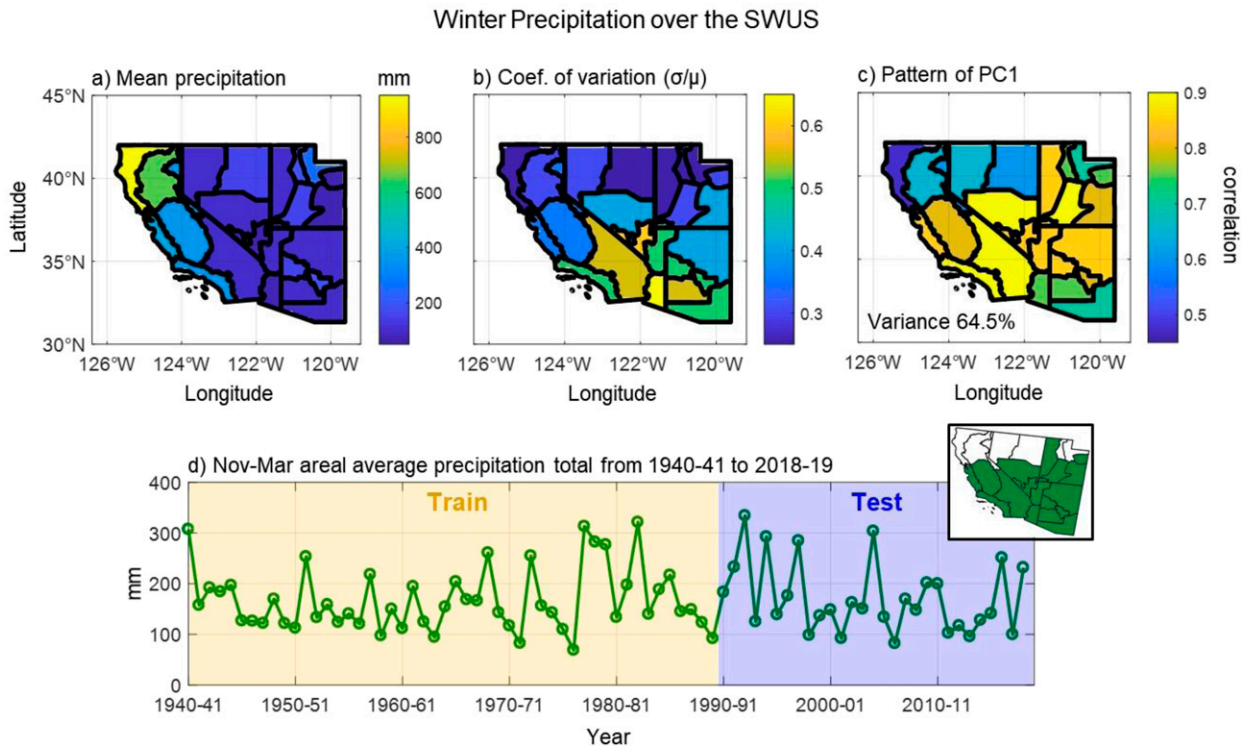 Winter Precipitation over the SWUS
a) Mean precipitation
mm
b) Coef. of variation (σ/μ)
c) Pattern of PC1
45°N
40°N
35°N
30°N
Latitude
126°W 124°W 122°W 120°W
Longitude
800
600
400
200
126°W 124°W 122°W 120°W
Longitude
0.6
0.5
0.4
0.3
Variance 64.5%
126°W 124°W 122°W 120°W
Longitude
0.9
0.8
0.7
0.6
0.5
correlation
d) Nov-Mar areal average precipitation total from 1940-41 to 2018-19
Train
Test
400
300
200
100
0
mm
1940-41 1950-51 1960-61 1970-71 1980-81 1990-91 2000-01 2010-11
Year